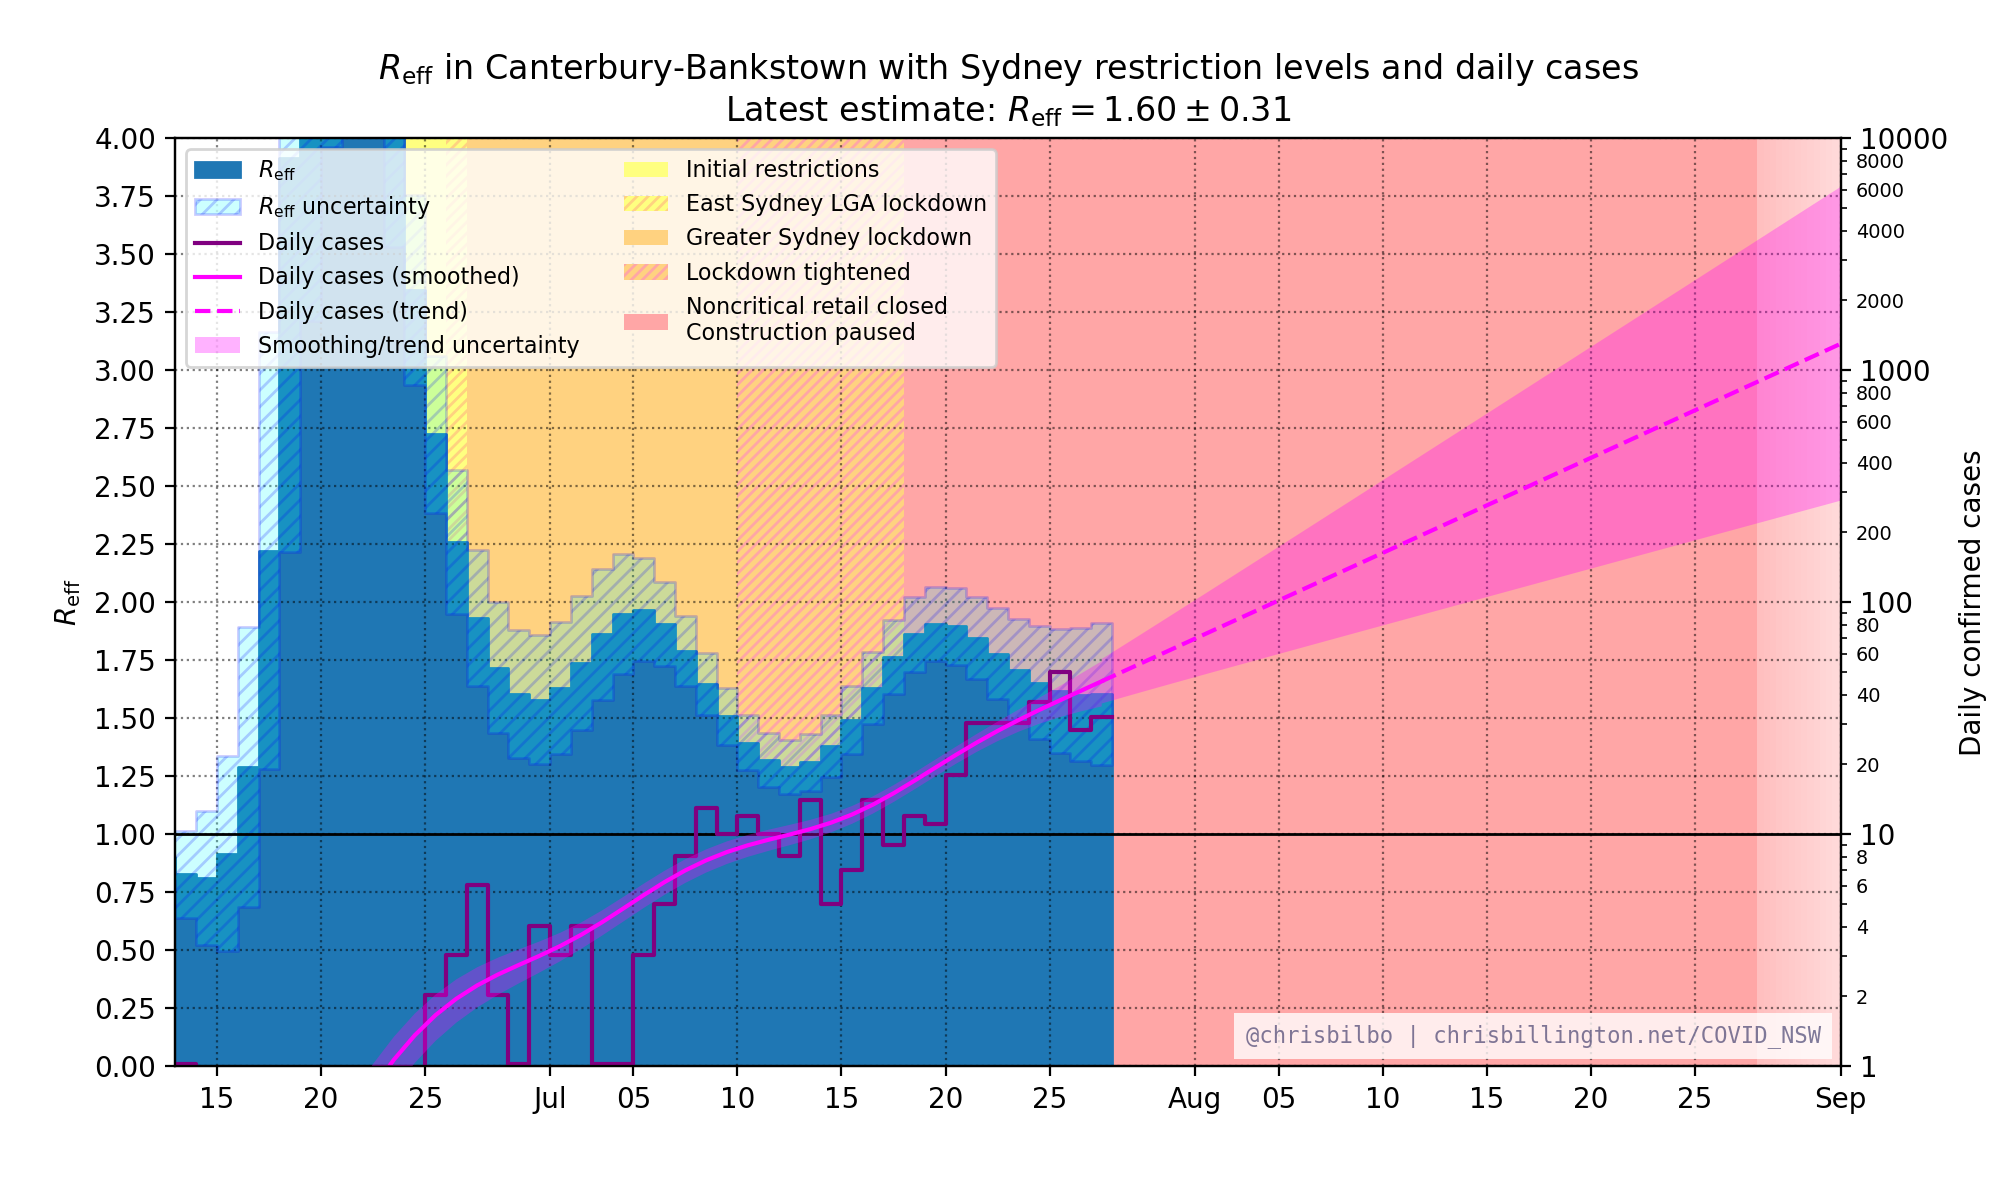 R_eff in Canterbury-Bankstown with Sydney restriction levels and daily cases
Latest estimate: R_eff = 1.60 ± 0.31
R_eff
R_eff uncertainty
Daily cases
Daily cases (smoothed)
Daily cases (trend)
Smoothing/trend uncertainty
Initial restrictions
East Sydney LGA lockdown
Greater Sydney lockdown
Lockdown tightened
Noncritical retail closed
Construction paused
R_eff
4.00
3.75
3.50
3.25
3.00
2.75
2.50
2.25
2.00
1.75
1.50
1.25
1.00
0.75
0.50
0.25
0.00
15 20 25 Jul 05 10 15 20 25 Aug 05 10 15 20 25 Sep
10000
8000
6000
4000
2000
1000
800
600
400
200
100
80
60
40
20
10
8
6
4
2
1
Daily confirmed cases
@chrisbilbo | chrisbillington.net/COVID_NSW